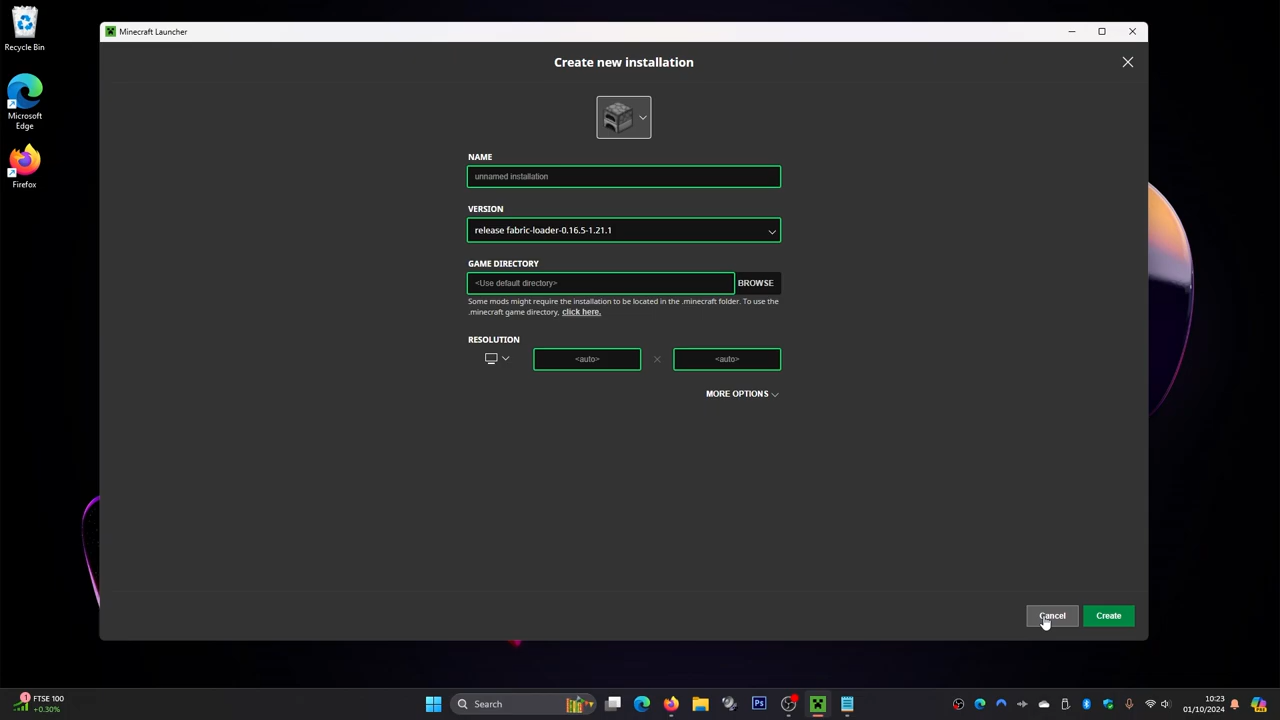 Recycle Bin
Microsoft
Edge
Firefox
Minecraft Launcher
Create new installation
NAME
unnamed installation
VERSION
release fabric-loader-0.16.5-1.21.1
GAME DIRECTORY
<Use default directory>
BROWSE
Some mods might require the installation to be located in the .minecraft folder. To use the
.minecraft game directory, click here.
RESOLUTION
<auto>
<auto>
MORE OPTIONS
Cancel
Create
1
FTSE 100
+0.30%
Search
Ps
10:23
01/10/2024